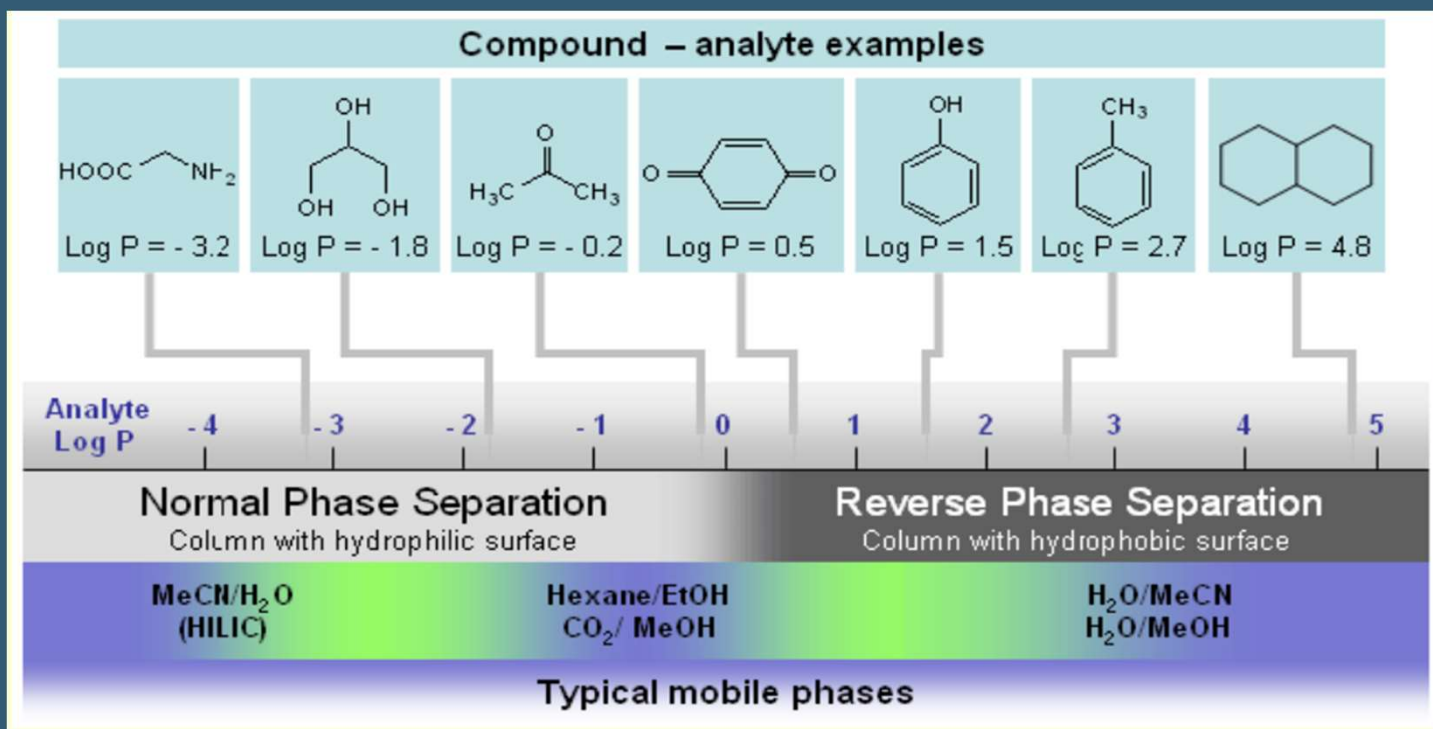 Compound – analyte examples
HOOC NH₂
Log P = - 3.2
OH
OH OH
Log P = - 1.8
O
H₃C CH₃
Log P = - 0.2
O O
Log P = 0.5
OH
Log P = 1.5
CH₃
Log P = 2.7
Log P = 4.8
Analyte
Log P
- 4 - 3 - 2 - 1 0 1 2 3 4 5
Normal Phase Separation
Column with hydrophilic surface
Reverse Phase Separation
Column with hydrophobic surface
MeCN/H₂O
(HILIC)
Hexane/EtOH
CO₂/ MeOH
H₂O/MeCN
H₂O/MeOH
Typical mobile phases